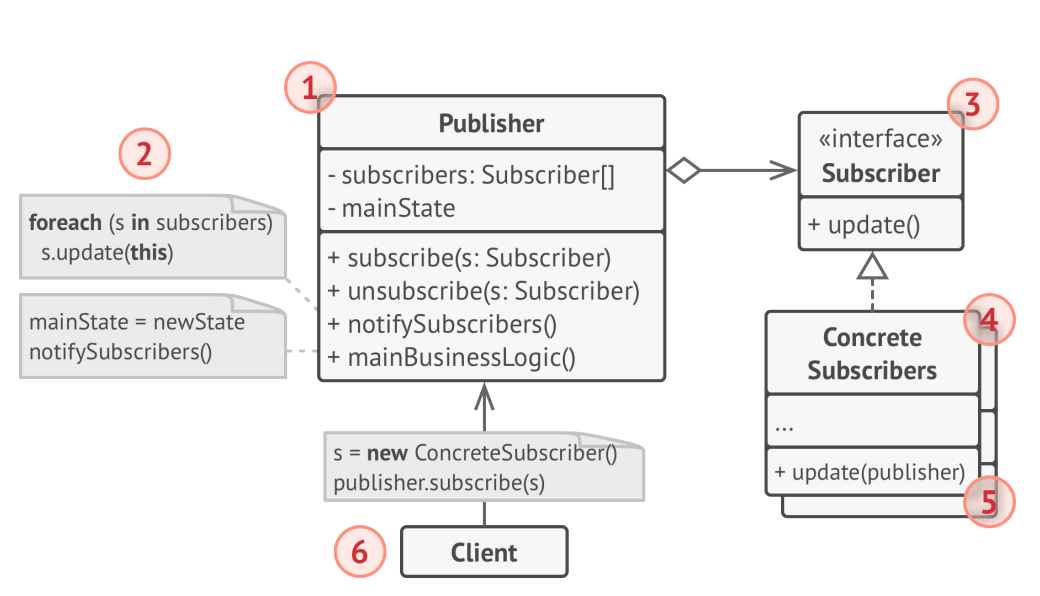 1
Publisher
- subscribers: Subscriber[]
- mainState
+ subscribe(s: Subscriber)
+ unsubscribe(s: Subscriber)
+ notifySubscribers()
+ mainBusinessLogic()
2
foreach (s in subscribers)
s.update(this)
mainState = newState
notifySubscribers()
3
«interface»
Subscriber
+ update()
4
Concrete
Subscribers
...
+ update(publisher)
5
s = new ConcreteSubscriber()
publisher.subscribe(s)
6
Client